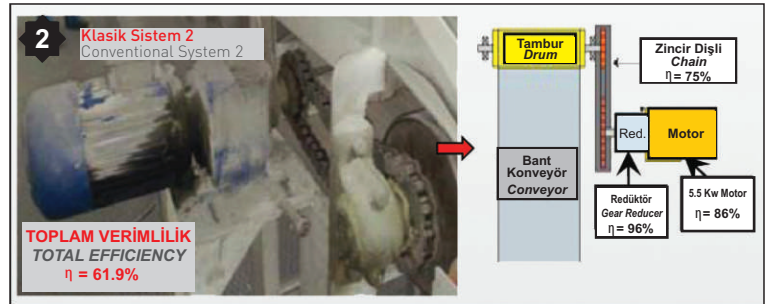 2
Klasik Sistem 2
Conventional System 2
TOPLAM VERİMLİLİK
TOTAL EFFICIENCY
η = 61.9%
Tambur
Drum
Zincir Dişli
Chain
η = 75%
Red.
Motor
Bant
Konveyör
Conveyor
Redüktör
Gear Reducer
η = 96%
5.5 Kw Motor
η = 86%